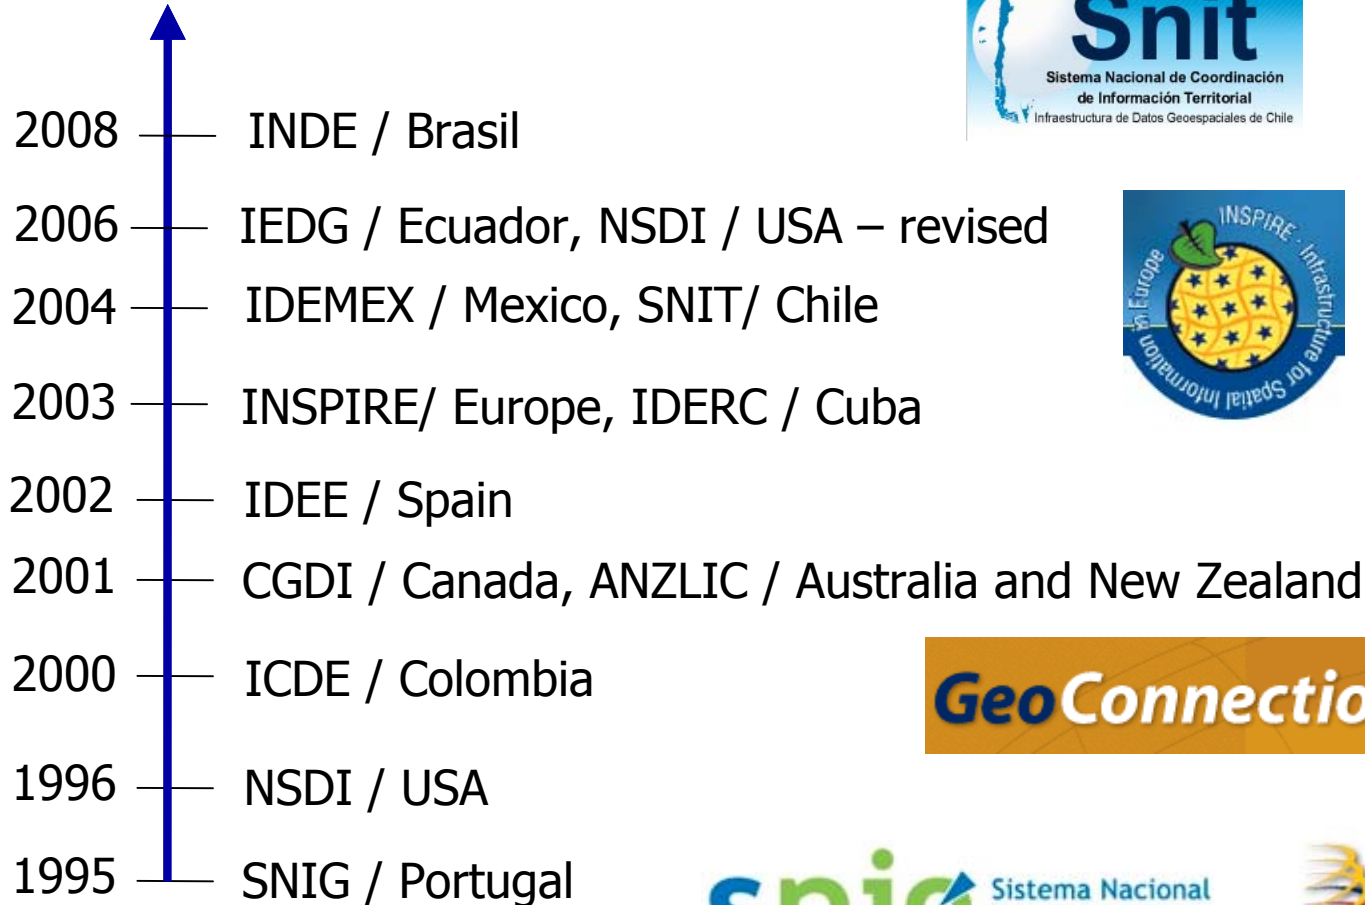 Snit
Sistema Nacional de Coordinación
de Información Territorial
Infraestructura de Datos Geoespaciales de Chile
2008 INDE / Brasil
2006 IEDG / Ecuador, NSDI / USA – revised
INSPIRE · Infrastructure for Spatial Information in Europe
2004 IDEMEX / Mexico, SNIT/ Chile
2003 INSPIRE/ Europe, IDERC / Cuba
2002 IDEE / Spain
2001 CGDI / Canada, ANZLIC / Australia and New Zealand
2000 ICDE / Colombia
GeoConnectio
1996 NSDI / USA
1995 SNIG / Portugal
snig Sistema Nacional